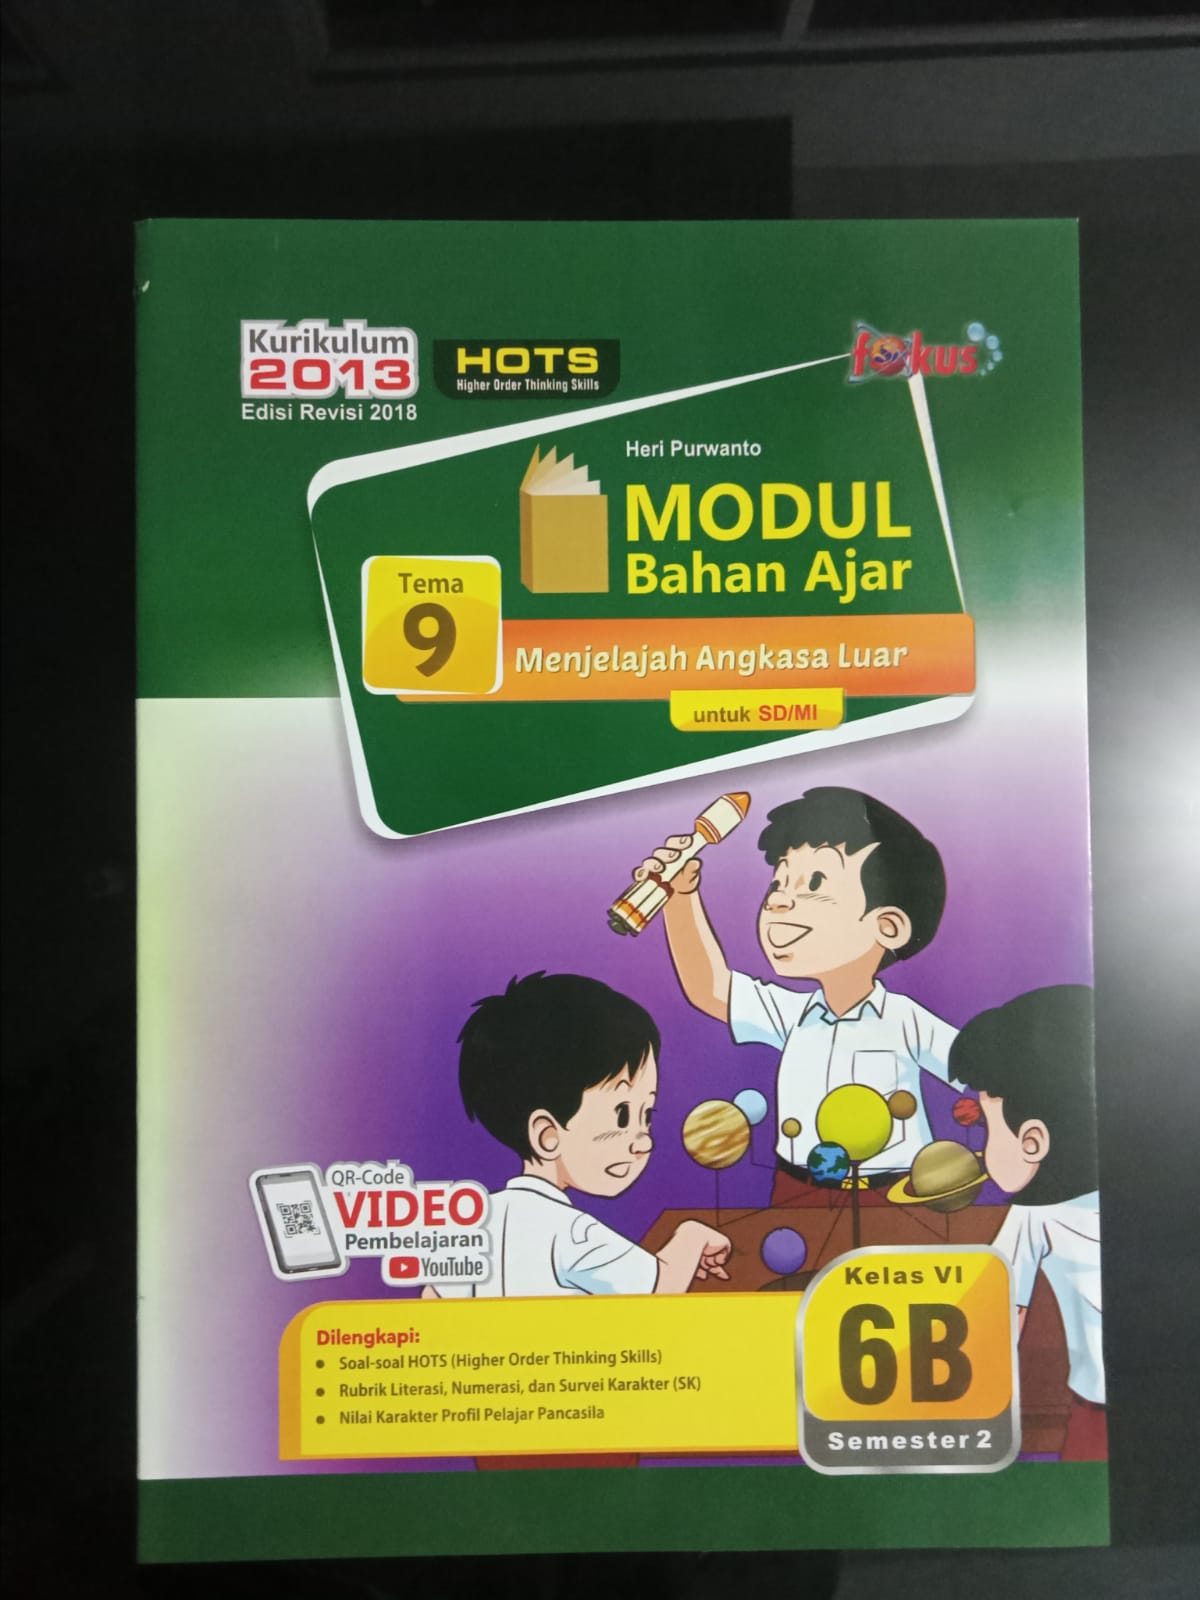 Kurikulum
2013
Edisi Revisi 2018
HOTS
Higher Order Thinking Skills
fokus
Heri Purwanto
MODUL
Bahan Ajar
Tema
9
Menjelajah Angkasa Luar
untuk SD/MI
QR-Code
VIDEO
Pembelajaran
YouTube
Dilengkapi:
• Soal-soal HOTS (Higher Order Thinking Skills)
• Rubrik Literasi, Numerasi, dan Survei Karakter (SK)
• Nilai Karakter Profil Pelajar Pancasila
Kelas VI
6B
Semester 2